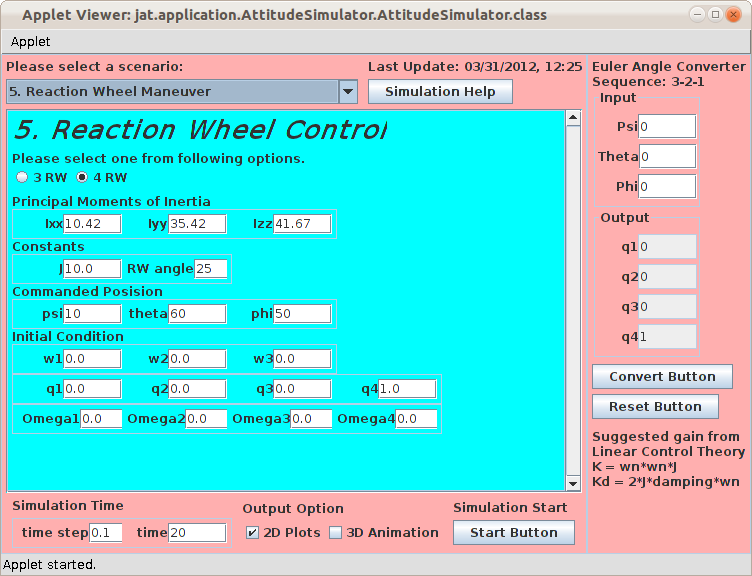 Applet Viewer: jat.application.AttitudeSimulator.AttitudeSimulator.class
Applet
Please select a scenario:
Last Update: 03/31/2012, 12:25
5. Reaction Wheel Maneuver
Simulation Help
5. Reaction Wheel Control
Please select one from following options.
3 RW 4 RW
Principal Moments of Inertia
Ixx 10.42 Iyy 35.42 Izz 41.67
Constants
J 10.0 RW angle 25
Commanded Posision
psi 10 theta 60 phi 50
Initial Condition
w1 0.0 w2 0.0 w3 0.0
q1 0.0 q2 0.0 q3 0.0 q4 1.0
Omega1 0.0 Omega2 0.0 Omega3 0.0 Omega4 0.0
Simulation Time
time step 0.1 time 20
Output Option
2D Plots 3D Animation
Simulation Start
Start Button
Euler Angle Converter
Sequence: 3-2-1
Input
Psi 0
Theta 0
Phi 0
Output
q1 0
q2 0
q3 0
q4 1
Convert Button
Reset Button
Suggested gain from
Linear Control Theory
K = wn*wn*J
Kd = 2*J*damping*wn
Applet started.